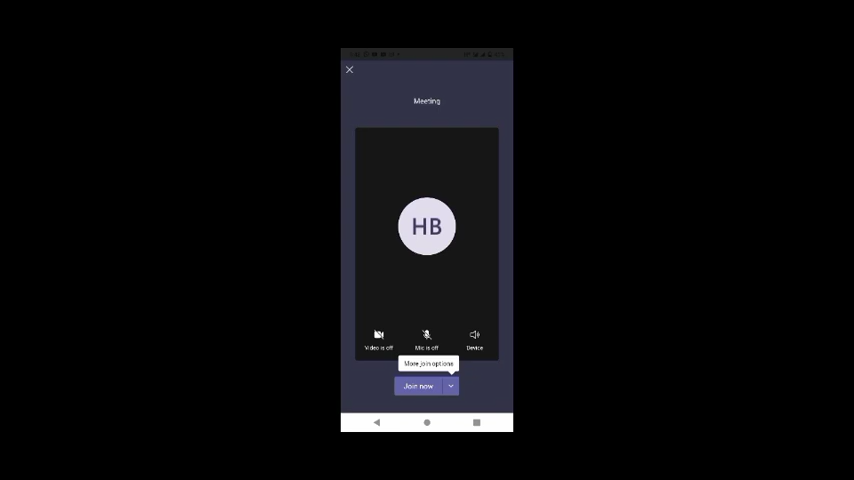 Meeting
HB
Video is off
Mic is off
Device
More join options
Join now